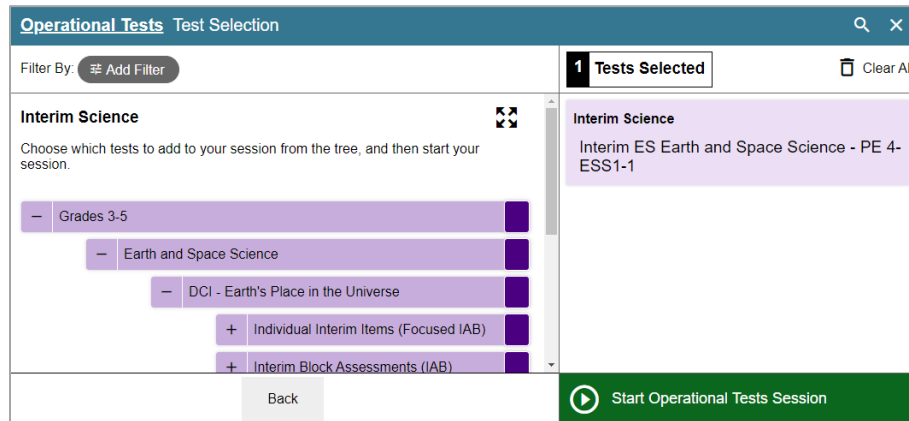 Operational Tests Test Selection
Filter By: Add Filter
1 Tests Selected
Clear Al
Interim Science
Choose which tests to add to your session from the tree, and then start your
session.
− Grades 3-5
− Earth and Space Science
− DCI - Earth's Place in the Universe
+ Individual Interim Items (Focused IAB)
+ Interim Block Assessments (IAB)
Back
Interim Science
Interim ES Earth and Space Science - PE 4-
ESS1-1
Start Operational Tests Session